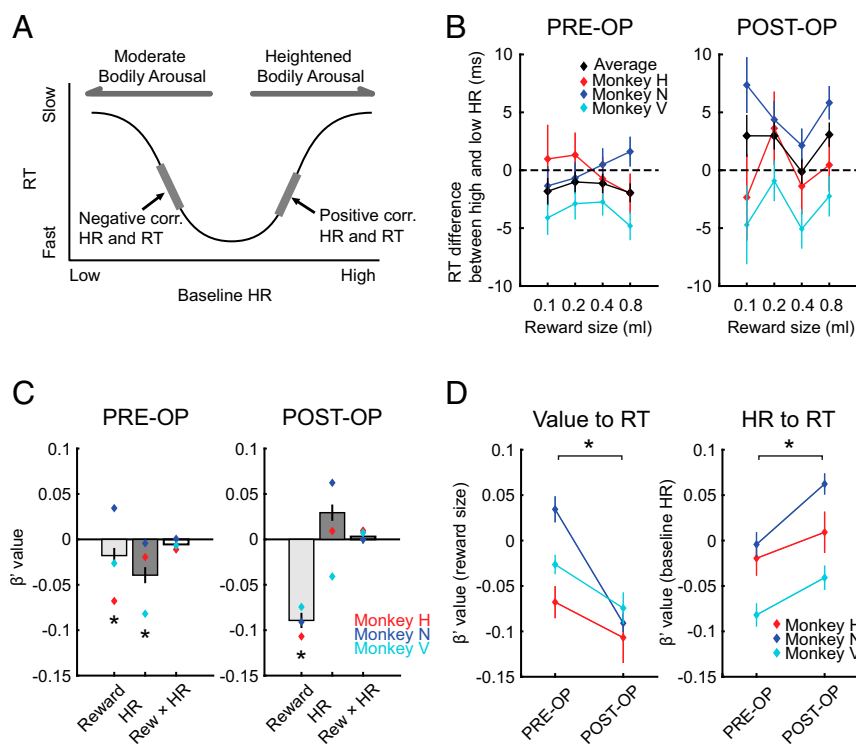 A
Moderate
Bodily Arousal
Heightened
Bodily Arousal
Slow
RT
Fast
Negative corr.
HR and RT
Positive corr.
HR and RT
Low
High
Baseline HR
B
PRE-OP
POST-OP
RT difference
between high and low HR (ms)
10
5
0
-5
-10
Average
Monkey H
Monkey N
Monkey V
0.1 0.2 0.4 0.8
Reward size (ml)
10
5
0
-5
-10
0.1 0.2 0.4 0.8
Reward size (ml)
C
PRE-OP
POST-OP
β' value
0.1
0.05
0
-0.05
-0.1
-0.15
* *
Reward
HR
Rew × HR
0.1
0.05
0
-0.05
-0.1
-0.15
*
Monkey H
Monkey N
Monkey V
Reward
HR
Rew × HR
D
Value to RT
HR to RT
β' value (reward size)
0.1
0.05
0
-0.05
-0.1
-0.15
*
PRE-OP
POST-OP
β' value (baseline HR)
0.1
0.05
0
-0.05
-0.1
-0.15
*
Monkey H
Monkey N
Monkey V
PRE-OP
POST-OP